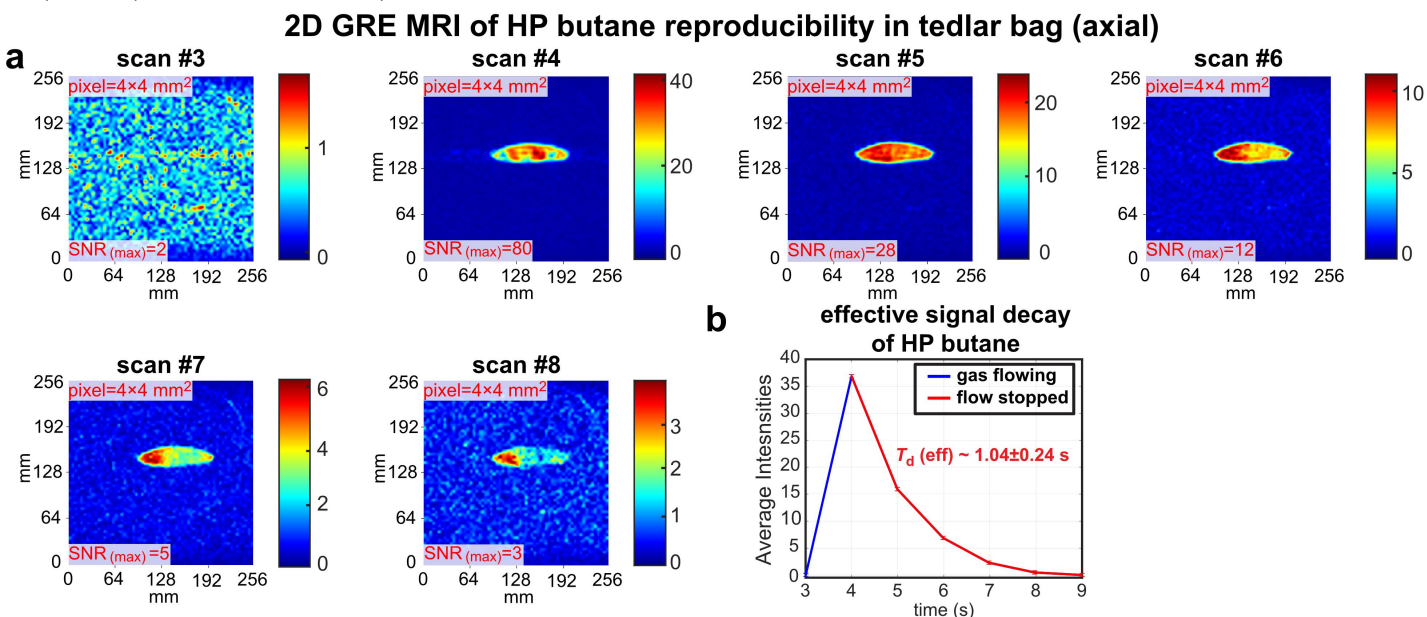 2D GRE MRI of HP butane reproducibility in tedlar bag (axial)
a
scan #3
pixel=4×4 mm2
256
192
128
64
0
mm
SNR (max)=2
0 64 128 192 256
mm
1
0
scan #4
pixel=4×4 mm2
256
192
128
64
0
mm
SNR (max)=80
0 64 128 192 256
mm
40
20
0
scan #5
pixel=4×4 mm2
256
192
128
64
0
mm
SNR (max)=28
0 64 128 192 256
mm
20
10
0
scan #6
pixel=4×4 mm2
256
192
128
64
0
mm
SNR (max)=12
0 64 128 192 256
mm
10
5
0
scan #7
pixel=4×4 mm2
256
192
128
64
0
mm
SNR (max)=5
0 64 128 192 256
mm
6
4
2
0
scan #8
pixel=4×4 mm2
256
192
128
64
0
mm
SNR (max)=3
0 64 128 192 256
mm
3
2
1
0
b
effective signal decay
of HP butane
40
35
30
25
20
15
10
5
0
Average Intesnsities
gas flowing
flow stopped
Td (eff) ~ 1.04±0.24 s
3 4 5 6 7 8 9
time (s)